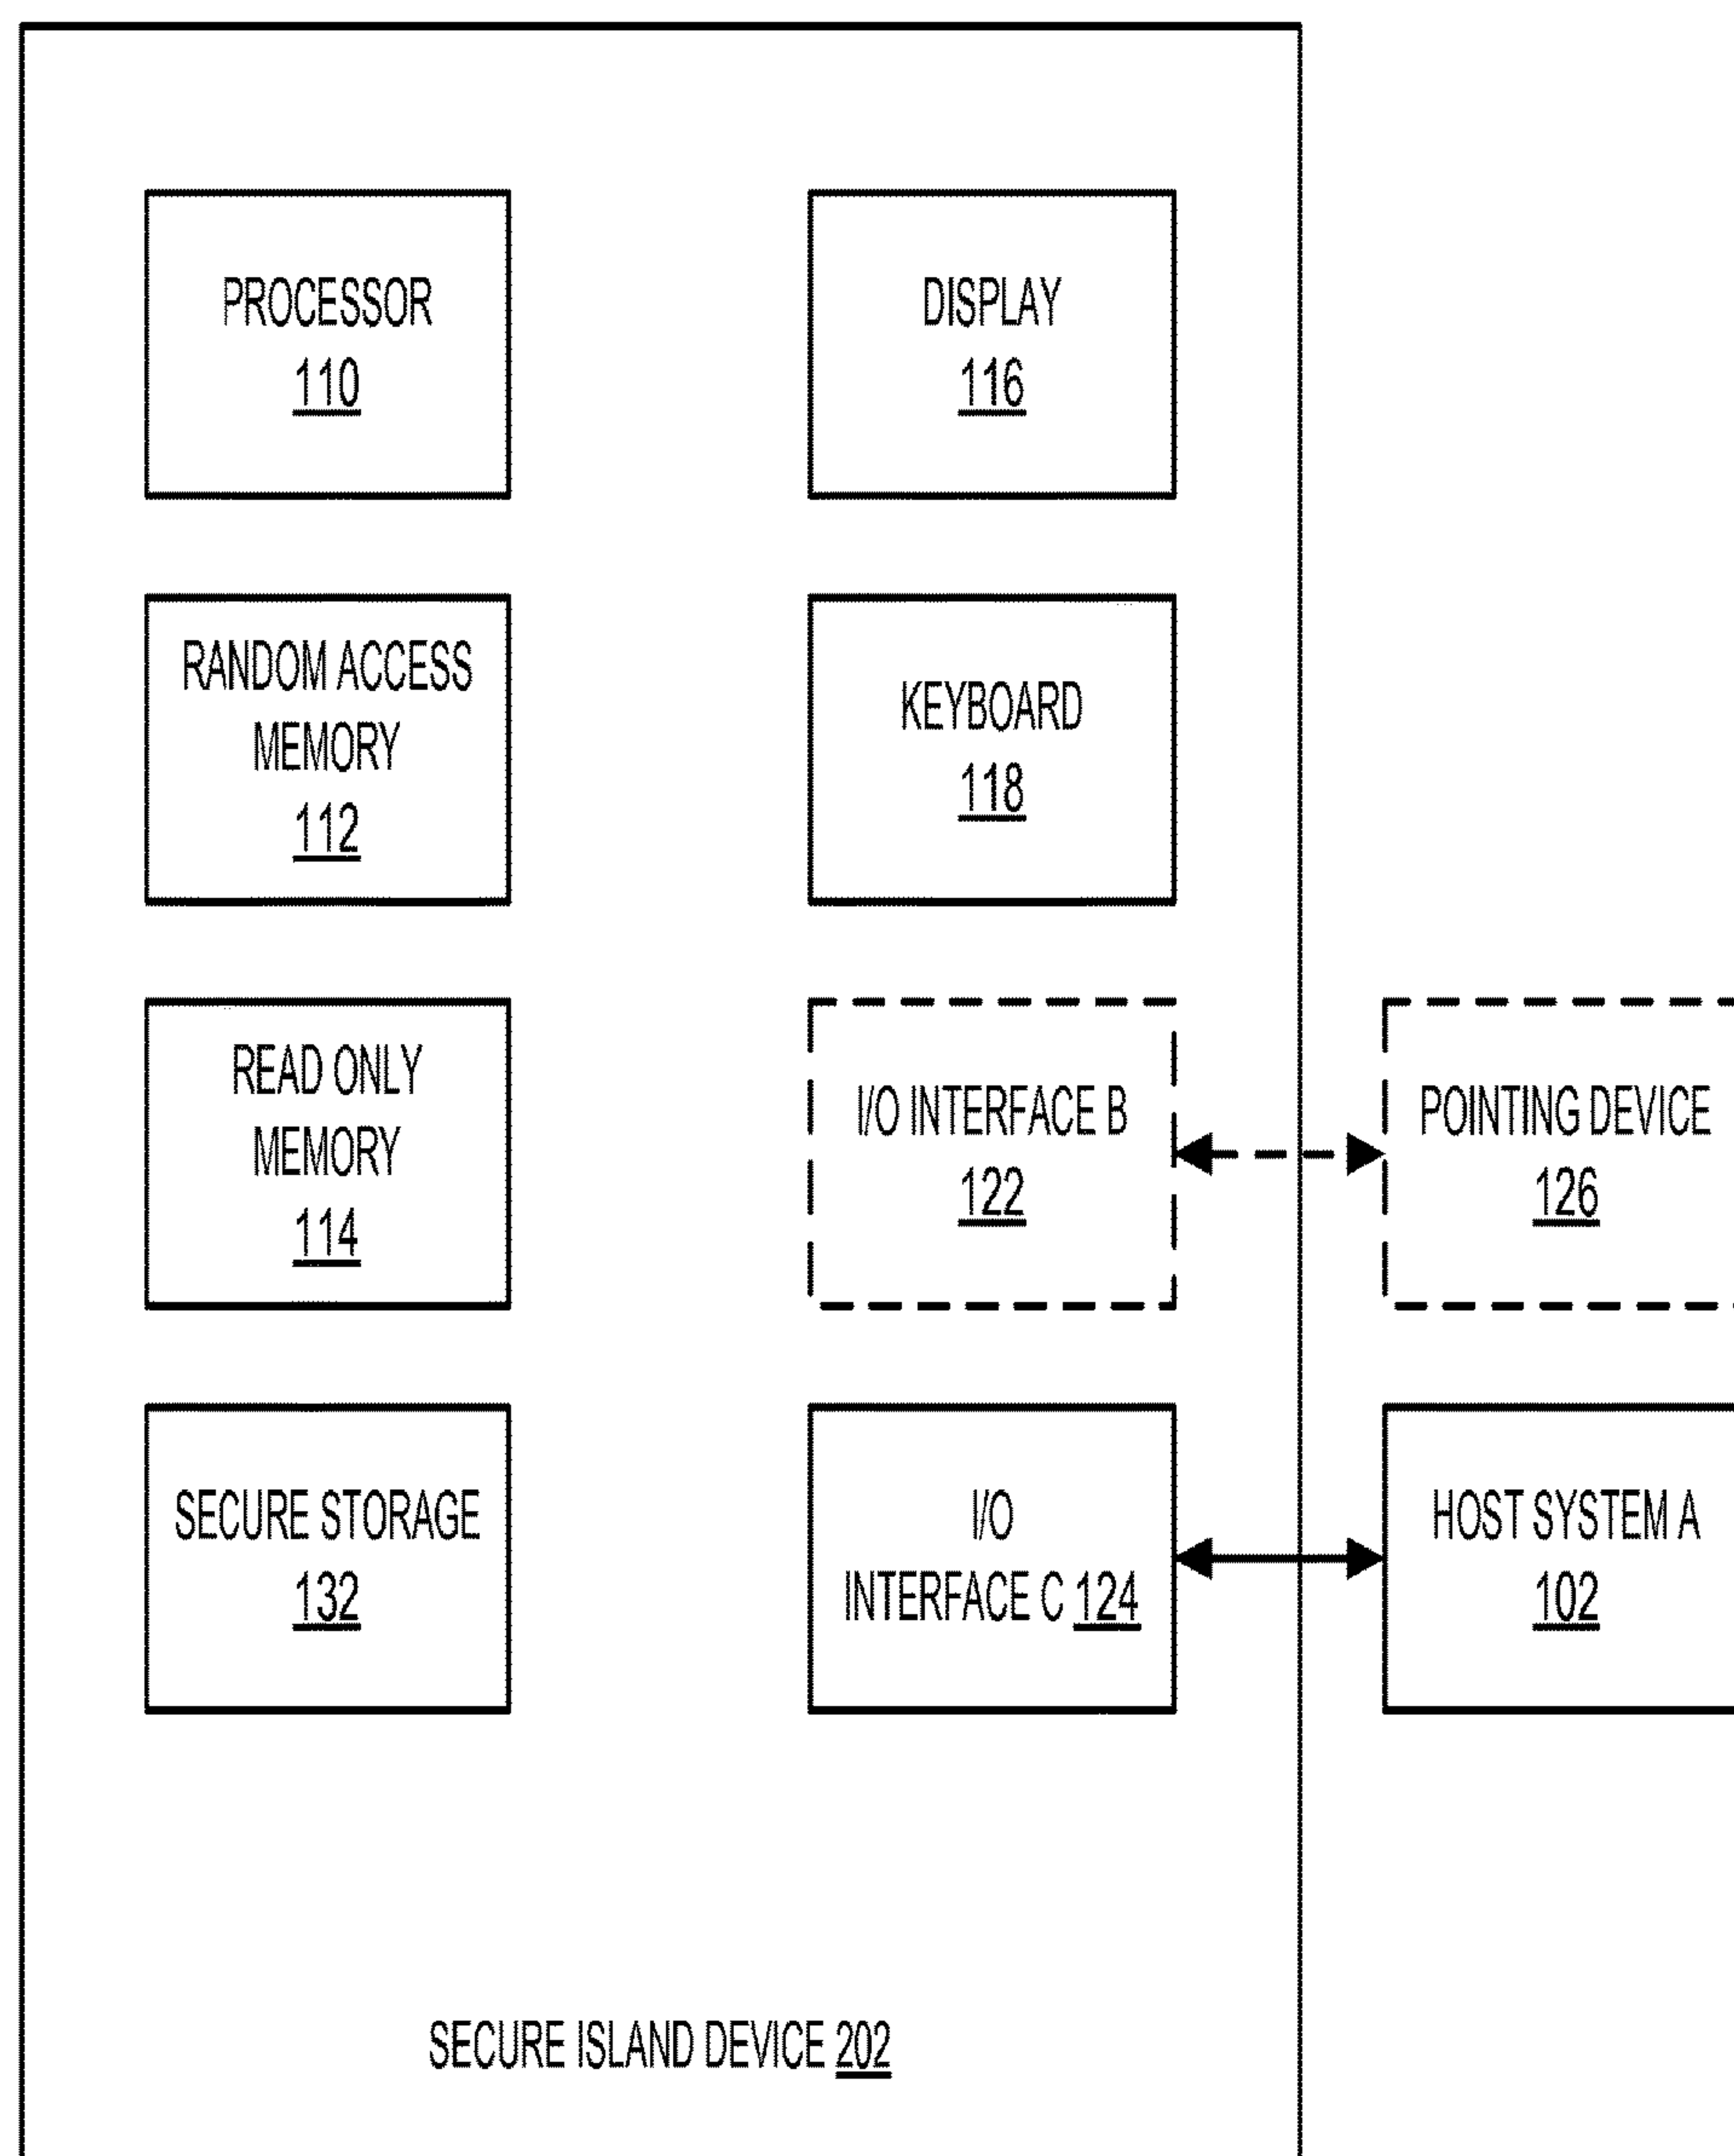 PROCESSOR
110
DISPLAY
116
RANDOM ACCESS
MEMORY
112
KEYBOARD
118
READ ONLY
MEMORY
114
I/O INTERFACE B
122
POINTING DEVICE
126
SECURE STORAGE
132
I/O
INTERFACE C 124
HOST SYSTEM A
102
SECURE ISLAND DEVICE 202